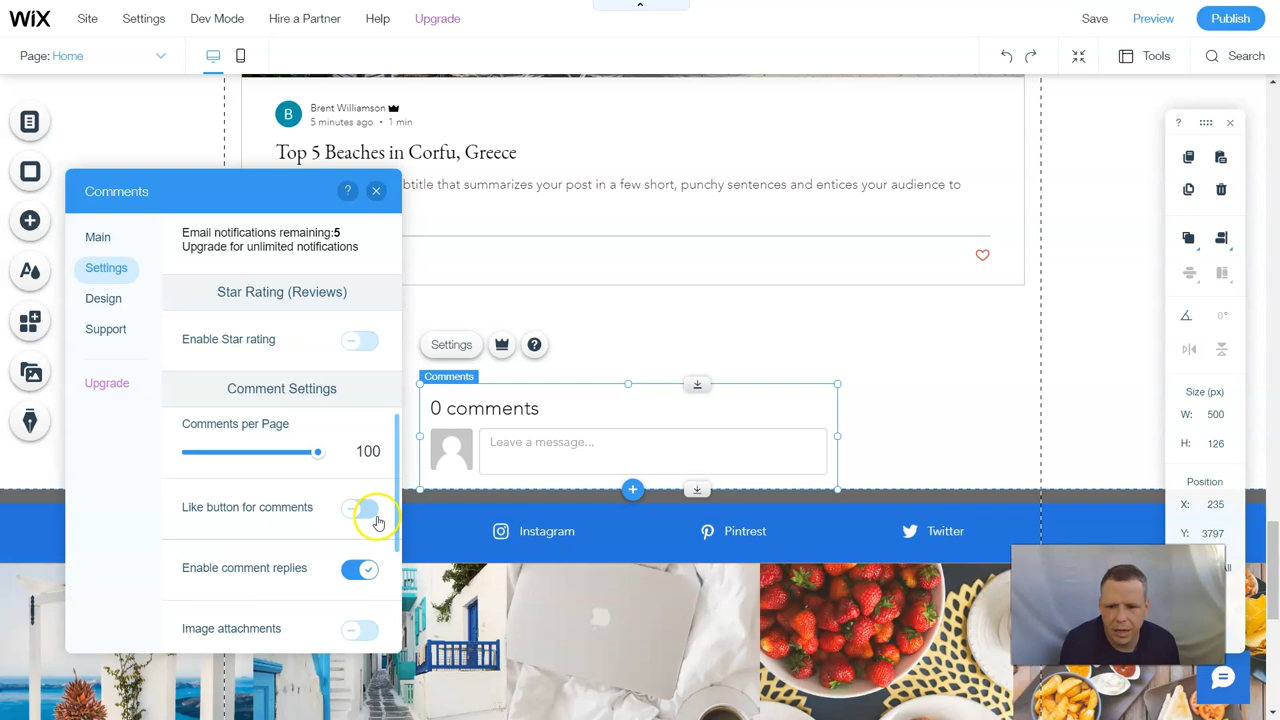 WiX Site Settings Dev Mode Hire a Partner Help Upgrade Save Preview Publish
Page: Home Tools Search
B Brent Williamson
5 minutes ago • 1 min
Top 5 Beaches in Corfu, Greece
btitle that summarizes your post in a few short, punchy sentences and entices your audience to
Comments ?
Main
Settings
Design
Support
Upgrade
Email notifications remaining:5
Upgrade for unlimited notifications
Star Rating (Reviews)
Enable Star rating
Comment Settings
Comments per Page
100
Like button for comments
Enable comment replies
Image attachments
Settings ?
Comments
0 comments
Leave a message...
Instagram Pintrest Twitter
?
0°
Size (px)
W: 500
H: 126
Position
X: 235
Y: 3797
All